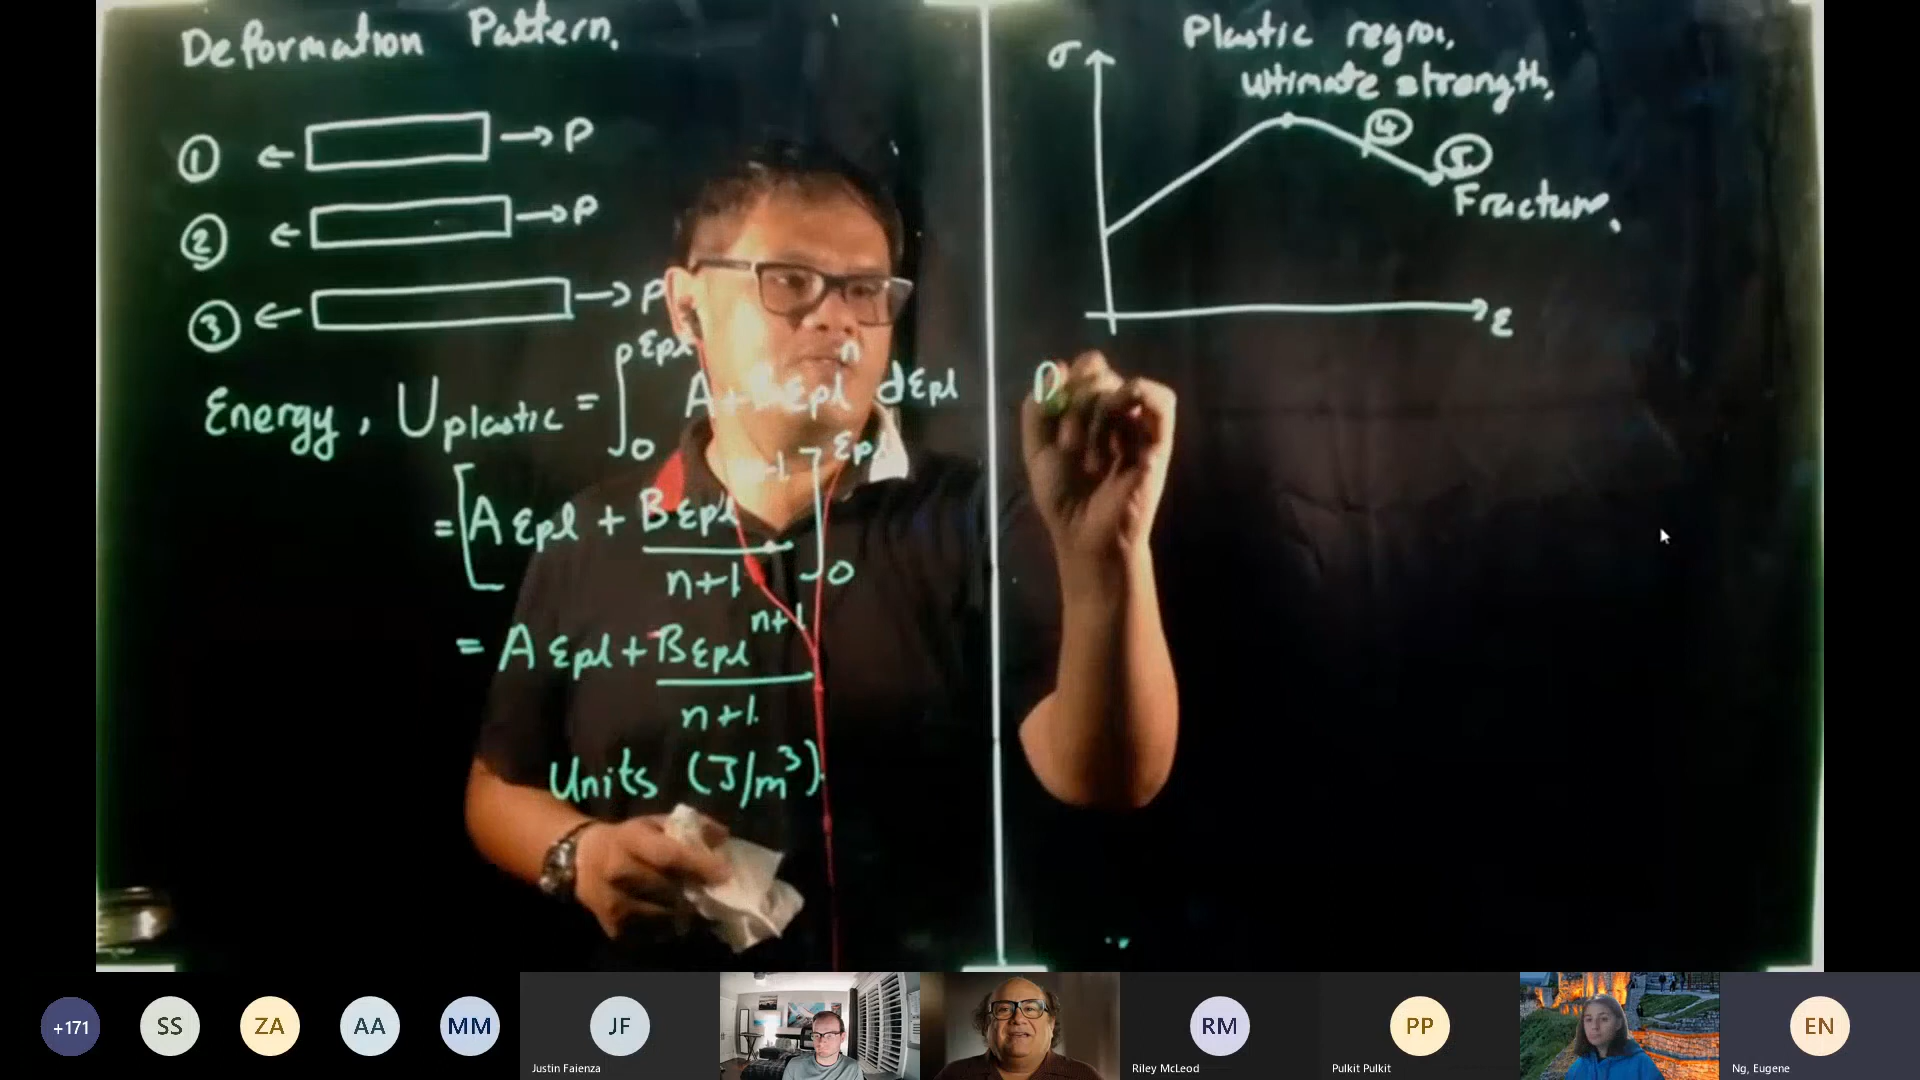 Deformation Pattern.
① P
② P
③ P
Energy, U plastic = ∫₀^εpl A+Bεpl^n dεpl
= [Aεpl + Bεpl^n+1 / n+1]₀^εpl
= Aεpl + Bεpl^n+1 / n+1.
Units (J/m³).
Plastic region,
ultimate strength.
σ
④
⑤
Fracture.
ε
+171
SS
ZA
AA
MM
JF
Justin Faienza
RM
Riley McLeod
PP
Pulkit Pulkit
EN
Ng, Eugene